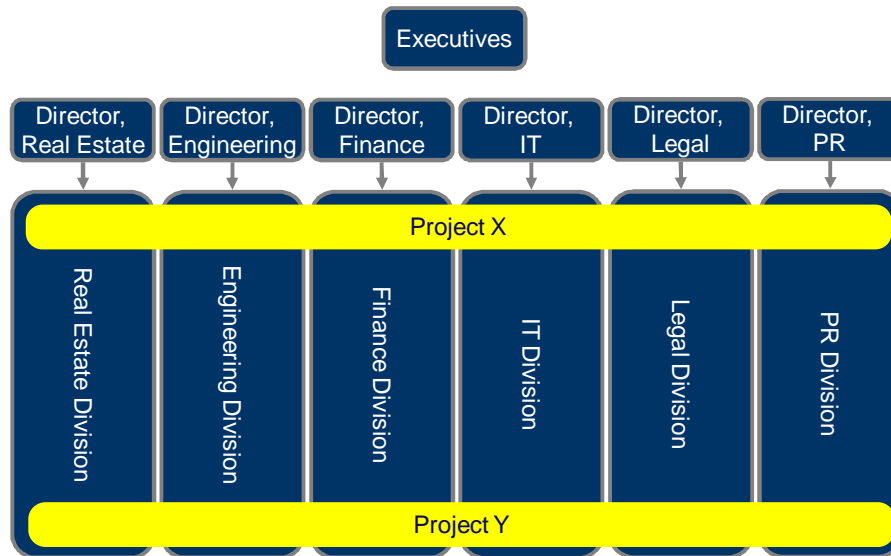 Executives
Director,
Real Estate
Director,
Engineering
Director,
Finance
Director,
IT
Director,
Legal
Director,
PR
Project X
Real Estate Division
Engineering Division
Finance Division
IT Division
Legal Division
PR Division
Project Y